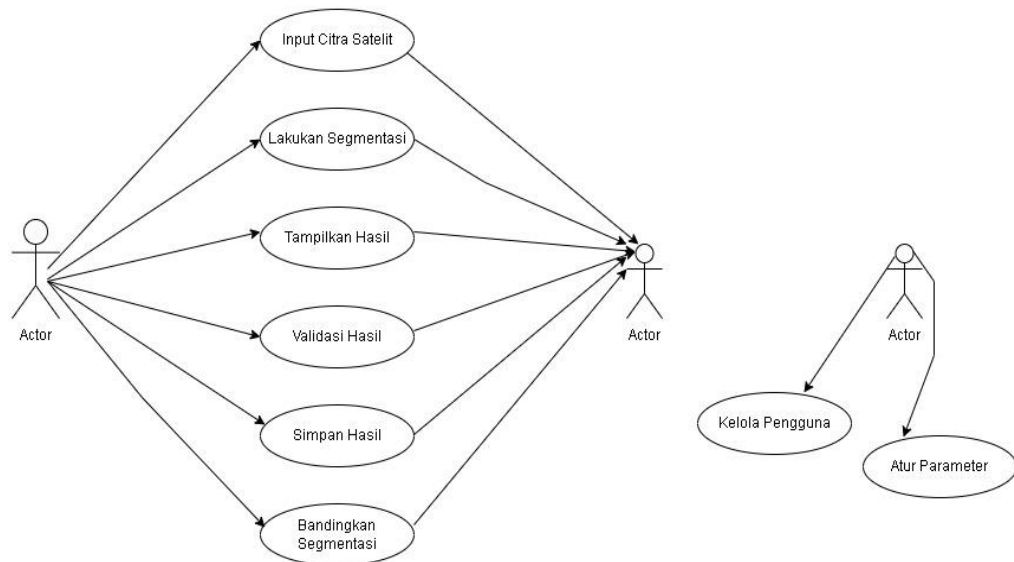 Input Citra Satelit
Lakukan Segmentasi
Tampilkan Hasil
Actor
Actor
Actor
Validasi Hasil
Kelola Pengguna
Simpan Hasil
Atur Parameter
Bandingkan
Segmentasi